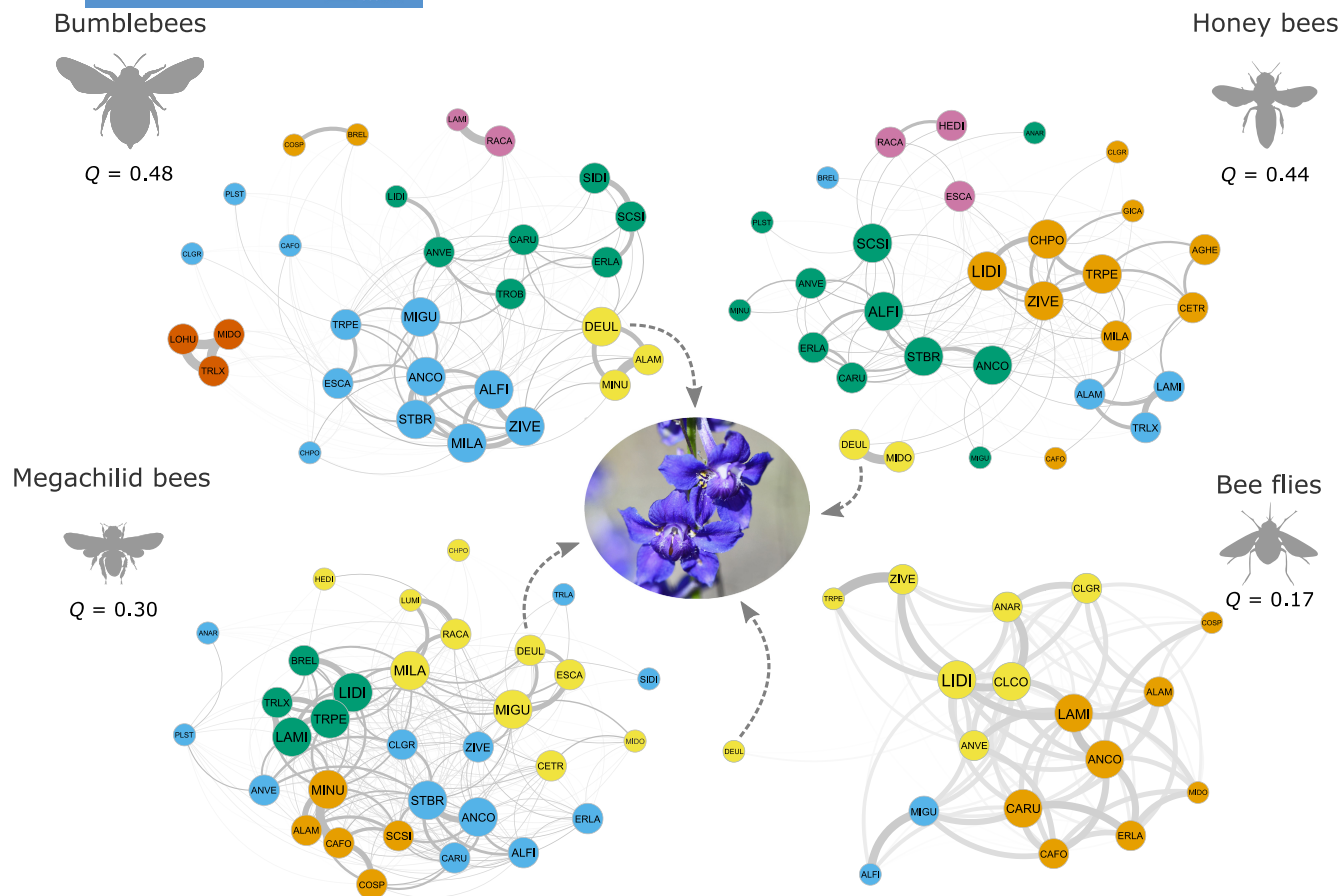 Bumblebees
Q = 0.48
LAMI
RACA
COSP
BREL
SIDI
PLST
LIDI
SCSI
CLGR
CAFO
ANVE
CARU
ERLA
TROB
LOHU
MIDO
TRLX
TRPE
MIGU
DEUL
ALAM
MINU
ESCA
ANCO
ALFI
STBR
ZIVE
MILA
CHPO
Honey bees
Q = 0.44
HEDI
RACA
ANAR
CLGR
BREL
ESCA
GICA
PLST
SCSI
CHPO
AGHE
LIDI
TRPE
ANVE
ZIVE
CETR
MINU
ALFI
MILA
ERLA
STBR
CARU
ANCO
ALAM
LAMI
TRLX
DEUL
MIDO
MIGU
CAFO
Megachilid bees
Q = 0.30
CHPO
HEDI
LUMI
TRLA
ANAR
RACA
BREL
MILA
DEUL
ESCA
SIDI
TRLX
LIDI
TRPE
MIGU
PLST
LAMI
CLGR
ZIVE
MIDO
CETR
ANVE
MINU
STBR
ANCO
ERLA
ALAM
CAFO
SCSI
CARU
ALFI
COSP
Bee flies
Q = 0.17
ZIVE
TRPE
ANAR
CLGR
COSP
LIDI
CLCO
ALAM
LAMI
ANVE
DEUL
ANCO
MIDO
MIGU
CARU
ERLA
CAFO
ALFI